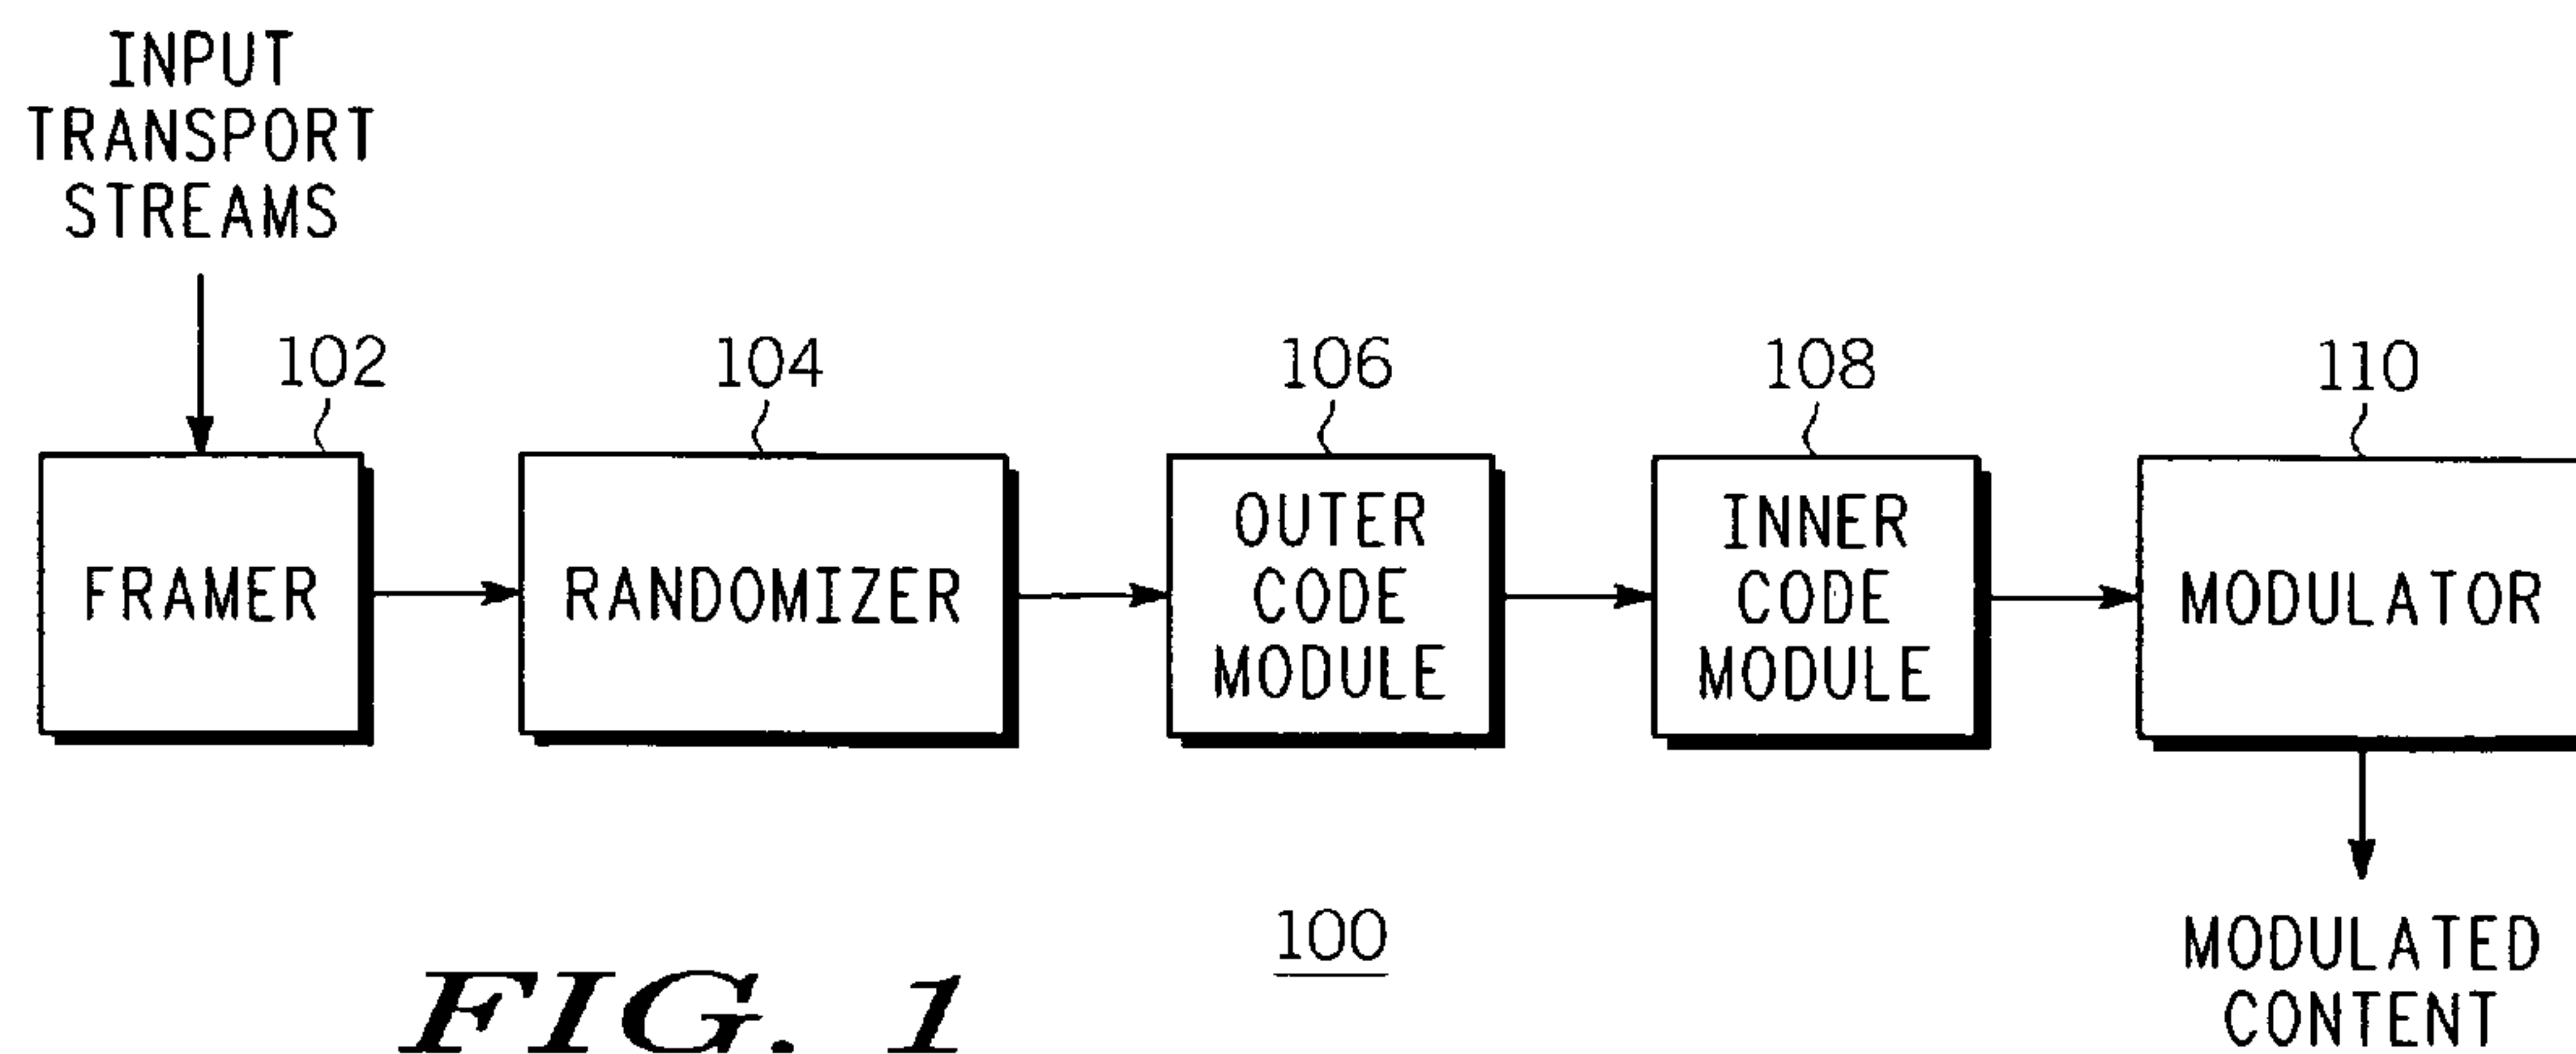 INPUT
TRANSPORT
STREAMS
102
104
106
108
110
FRAMER
RANDOMIZER
OUTER
CODE
MODULE
INNER
CODE
MODULE
MODULATOR
100
MODULATED
CONTENT
FIG. 1